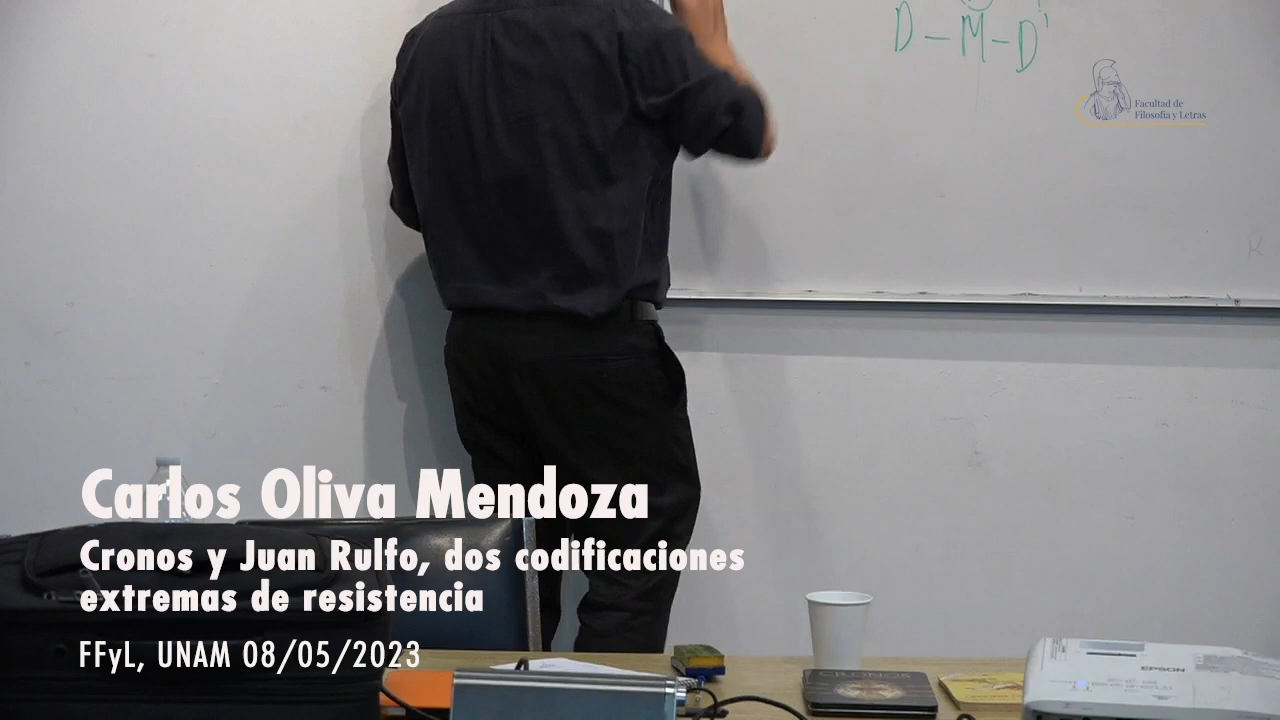 D – M – D'
Facultad de
Filosofía y Letras
Carlos Oliva Mendoza
Cronos y Juan Rulfo, dos codificaciones
extremas de resistencia
FFyL, UNAM 08/05/2023
CRONOS
EPSON